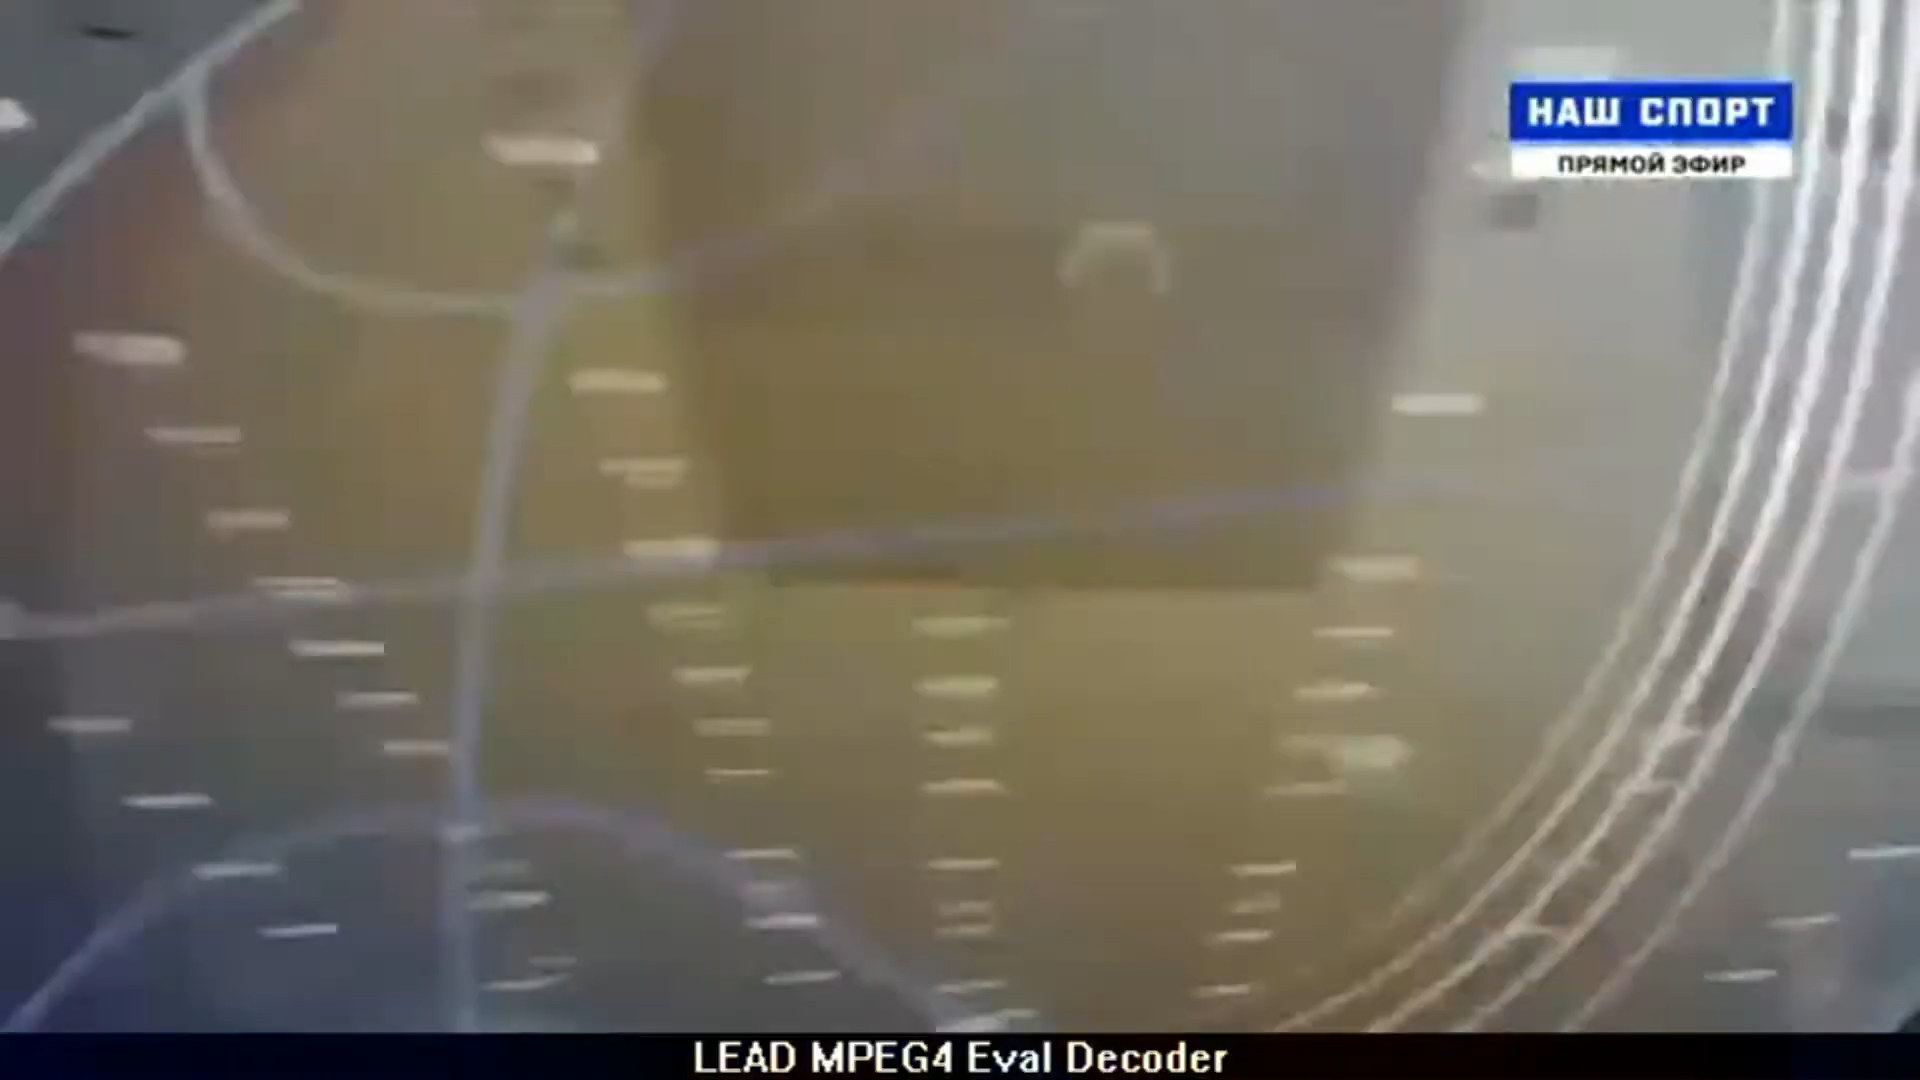 НАШ СПОРТ
ПРЯМОЙ ЭФИР
LEAD MPEG4 Eval Decoder